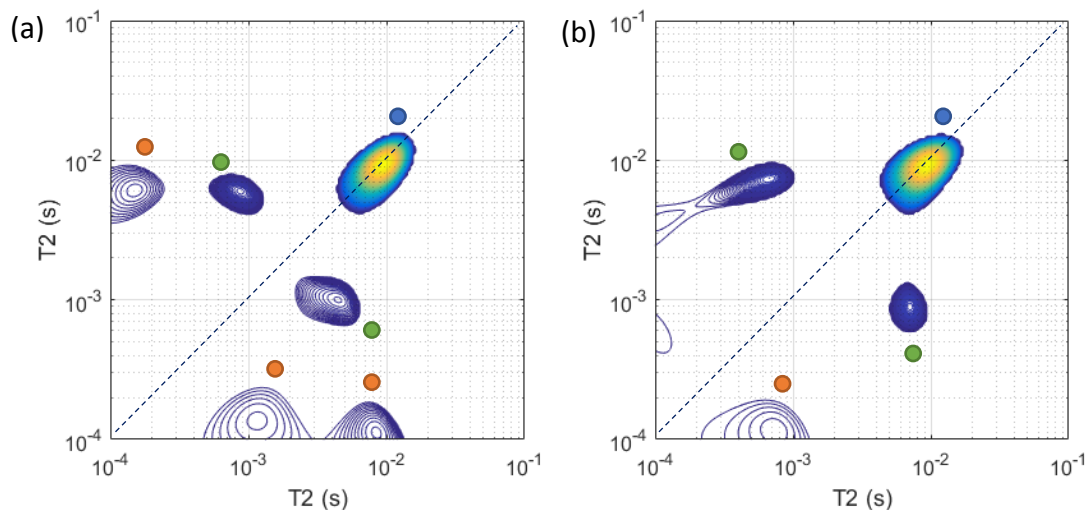 (a) (b)
10⁻¹ 10⁻¹
10⁻² 10⁻²
T2 (s) T2 (s)
10⁻³ 10⁻³
10⁻⁴ 10⁻⁴
10⁻⁴ 10⁻³ 10⁻² 10⁻¹ 10⁻⁴ 10⁻³ 10⁻² 10⁻¹
T2 (s) T2 (s)